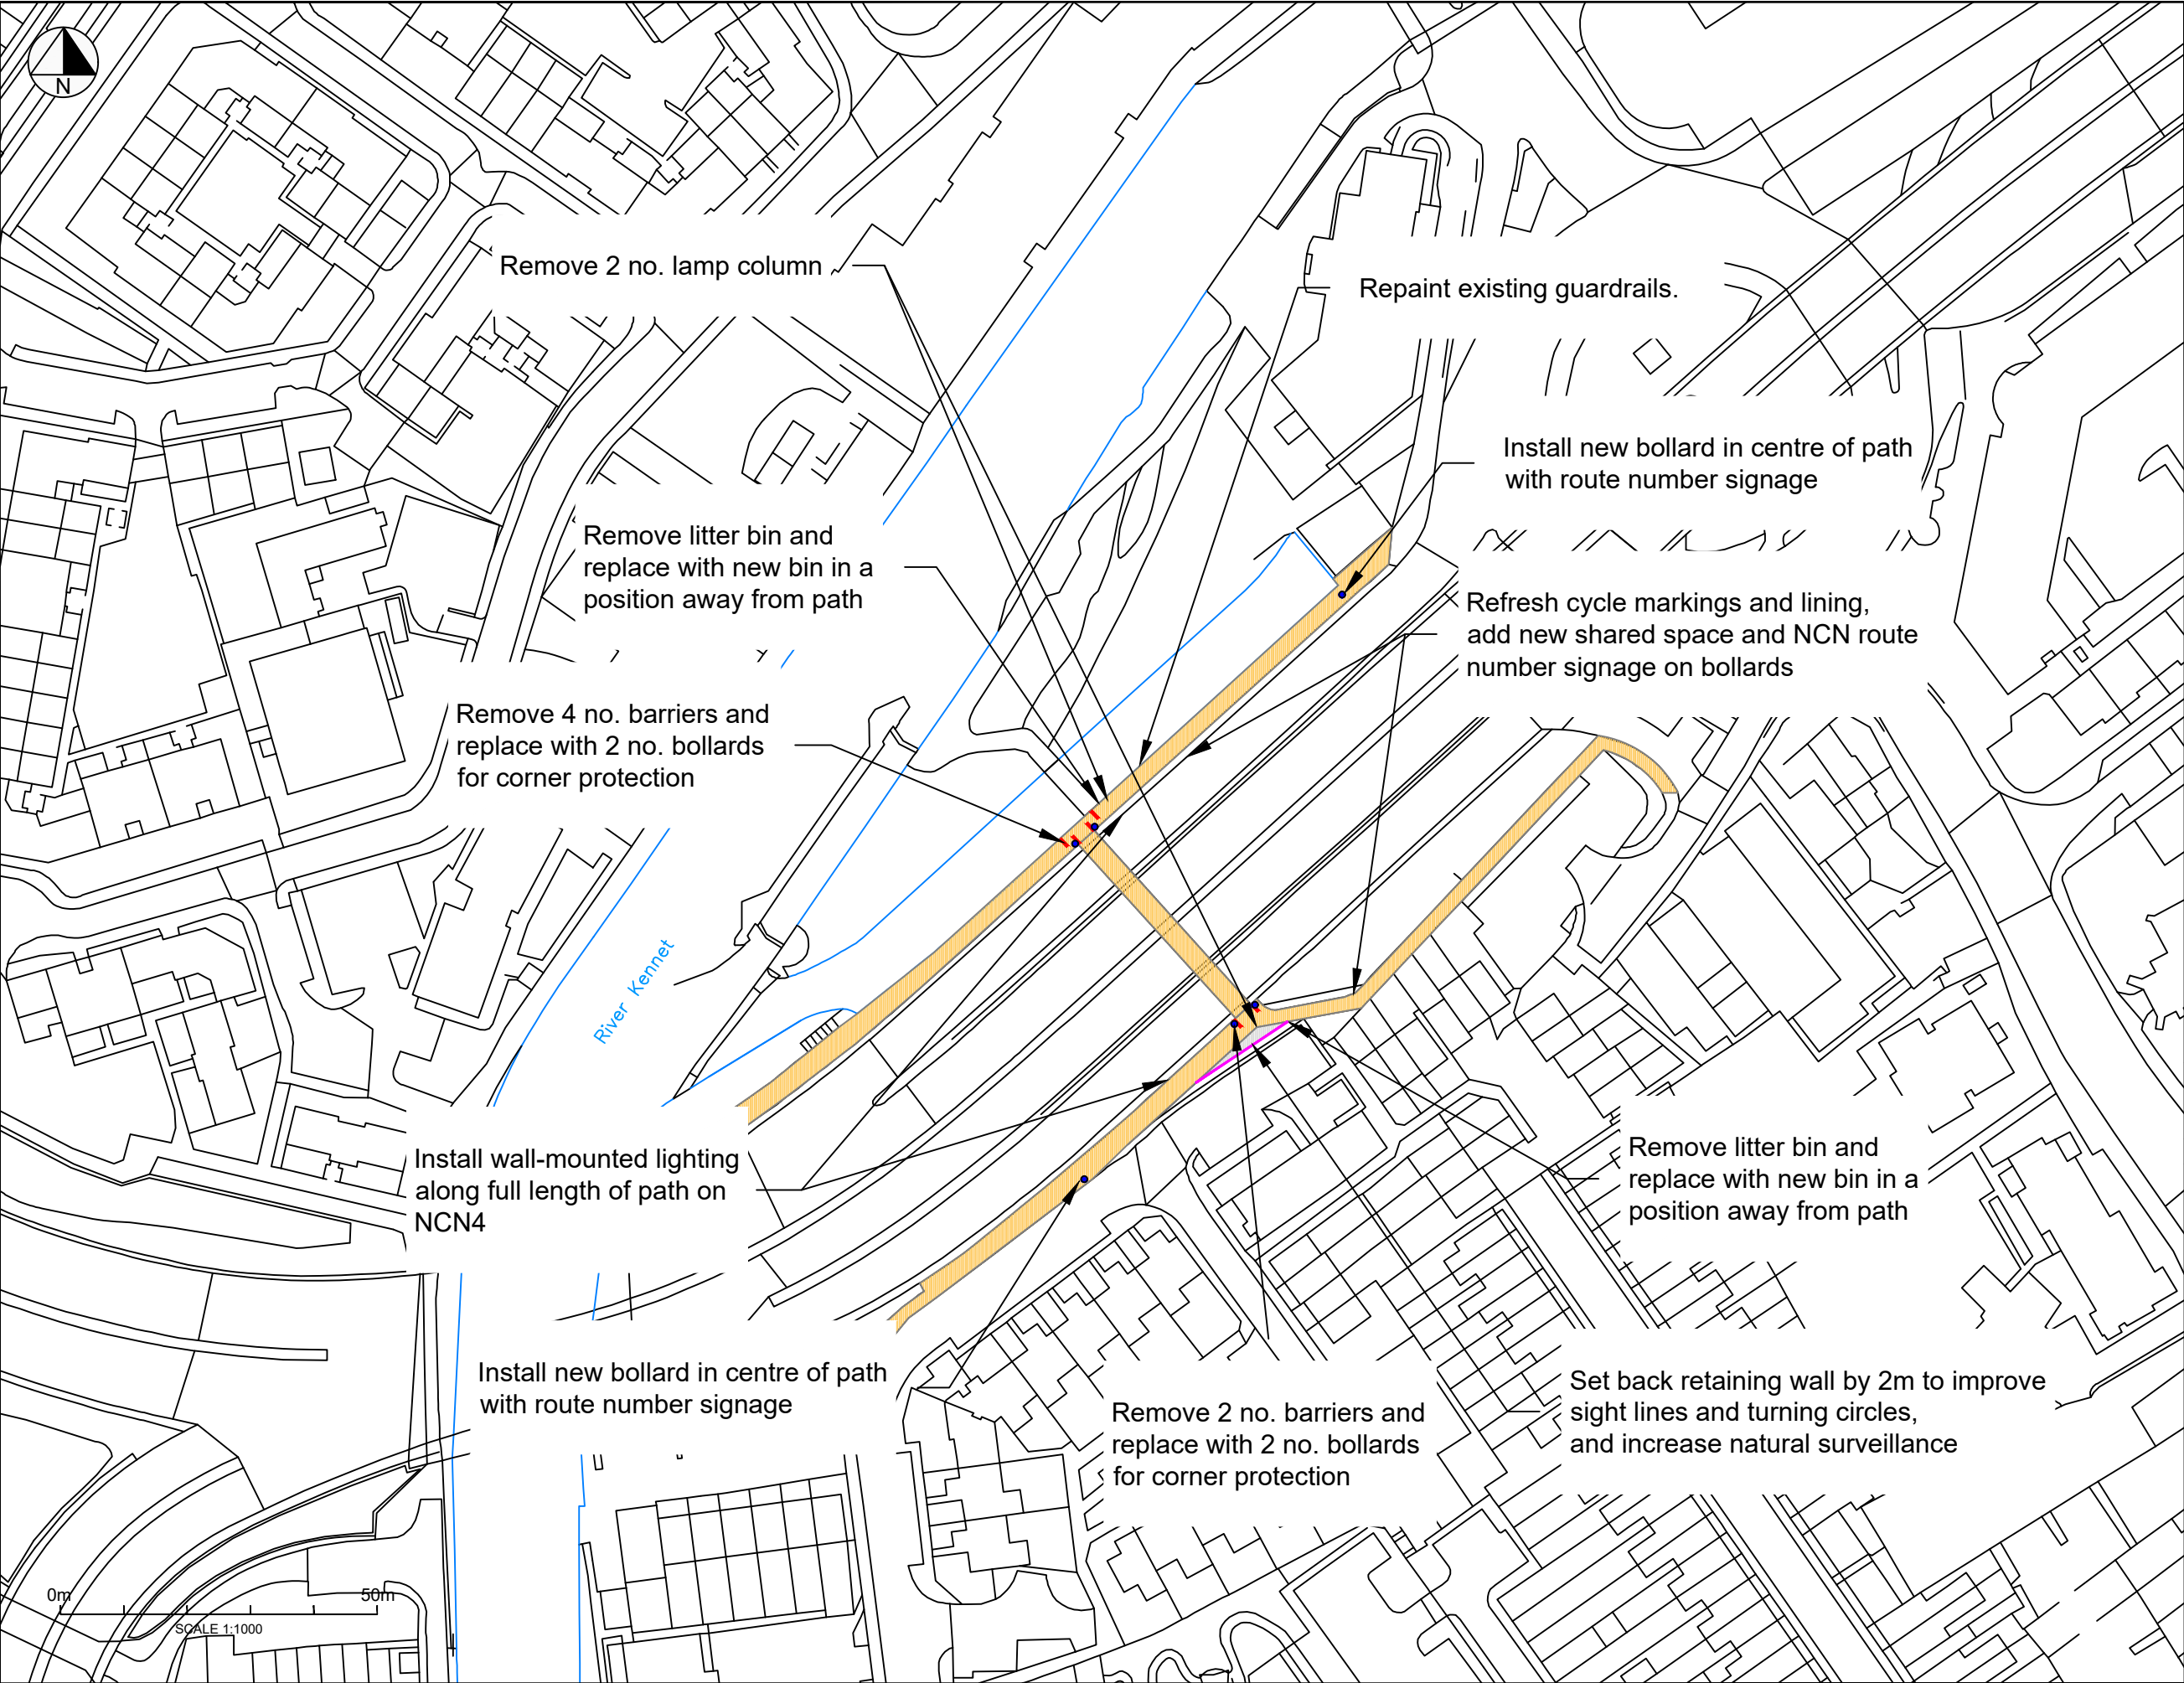 N
Remove 2 no. lamp column
Repaint existing guardrails.
Install new bollard in centre of path
with route number signage
Remove litter bin and
replace with new bin in a
position away from path
Refresh cycle markings and lining,
add new shared space and NCN route
number signage on bollards
Remove 4 no. barriers and
replace with 2 no. bollards
for corner protection
River Kennet
Install wall-mounted lighting
along full length of path on
NCN4
Remove litter bin and
replace with new bin in a
position away from path
Install new bollard in centre of path
with route number signage
Remove 2 no. barriers and
replace with 2 no. bollards
for corner protection
Set back retaining wall by 2m to improve
sight lines and turning circles,
and increase natural surveillance
0m 50m
SCALE 1:1000